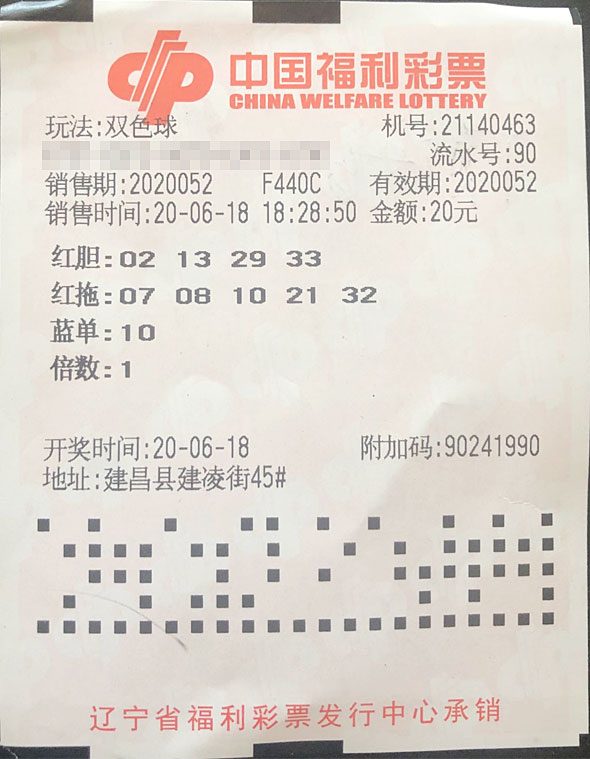 中国福利彩票
CHINA WELFARE LOTTERY
玩法:双色球 机号:21140463
流水号:90
销售期:2020052 F440C 有效期:2020052
销售时间:20-06-18 18:28:50 金额:20元
红胆:02 13 29 33
红拖:07 08 10 21 32
蓝单:10
倍数:1
开奖时间:20-06-18 附加码:90241990
地址:建昌县建凌街45#
辽宁省福利彩票发行中心承销